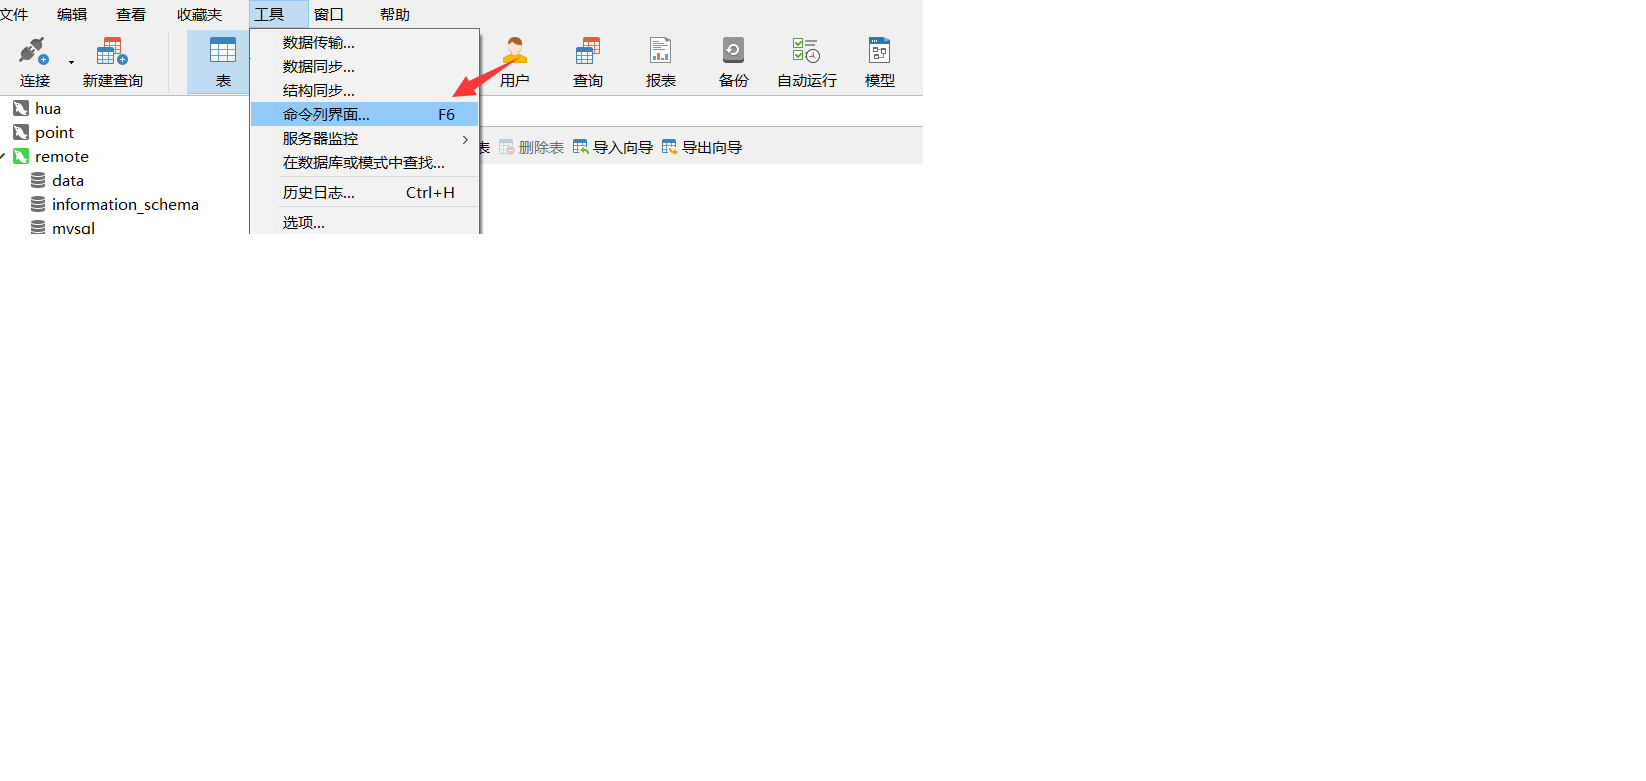 文件 编辑 查看 收藏夹 工具 窗口 帮助
连接 新建查询 表 用户 查询 报表 备份 自动运行 模型
数据传输...
数据同步...
结构同步...
命令列界面... F6
服务器监控
在数据库或模式中查找...
历史日志... Ctrl+H
选项...
表 删除表 导入向导 导出向导
hua
point
remote
data
information_schema
mysql